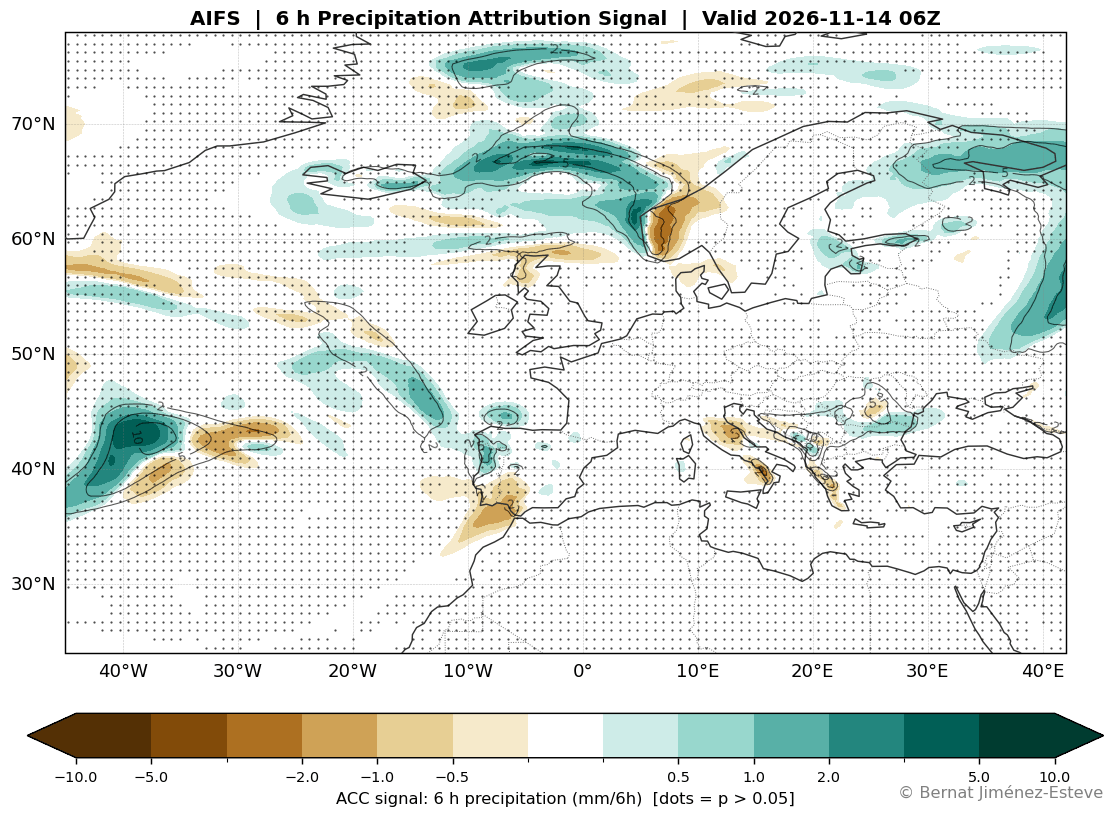 AIFS | 6 h Precipitation Attribution Signal | Valid 2026-11-14 06Z
70°N
60°N
50°N
40°N
30°N
40°W 30°W 20°W 10°W 0° 10°E 20°E 30°E 40°E
−10.0 −5.0 −2.0 −1.0 −0.5 0.5 1.0 2.0 5.0 10.0
ACC signal: 6 h precipitation (mm/6h) [dots = p > 0.05]
© Bernat Jiménez-Esteve